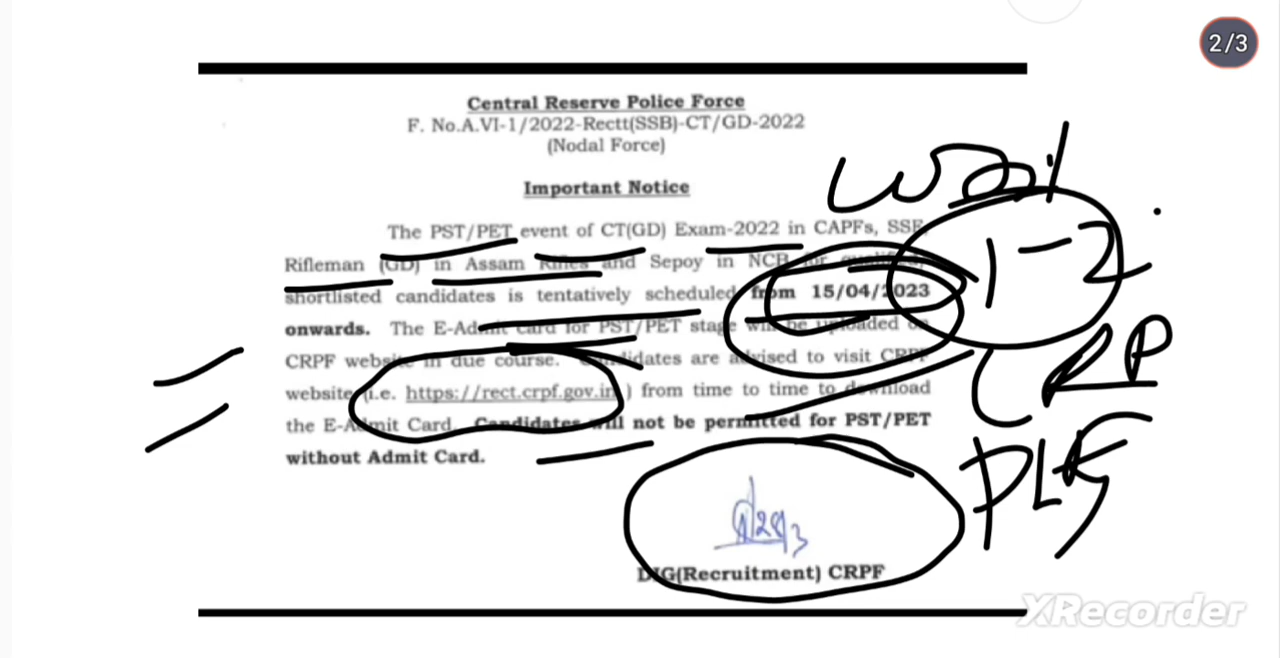 2/3
Central Reserve Police Force
F. No.A.VI-1/2022-Rectt(SSB)-CT/GD-2022
(Nodal Force)
Important Notice
The PST/PET event of CT(GD) Exam-2022 in CAPFs, SSF,
Rifleman (GD) in Assam Rifles and Sepoy in NCB for
shortlisted candidates is tentatively scheduled from 15/04/2023
onwards. The E-Admit card for PST/PET stage will be uploaded on
CRPF website in due course. Candidates are advised to visit CRPF
website (i.e. https://rect.crpf.gov.in ) from time to time to download
the E-Admit Card. Candidates will not be permitted for PST/PET
without Admit Card.
1-2
CRP
DIG(Recruitment) CRPF
XRecorder